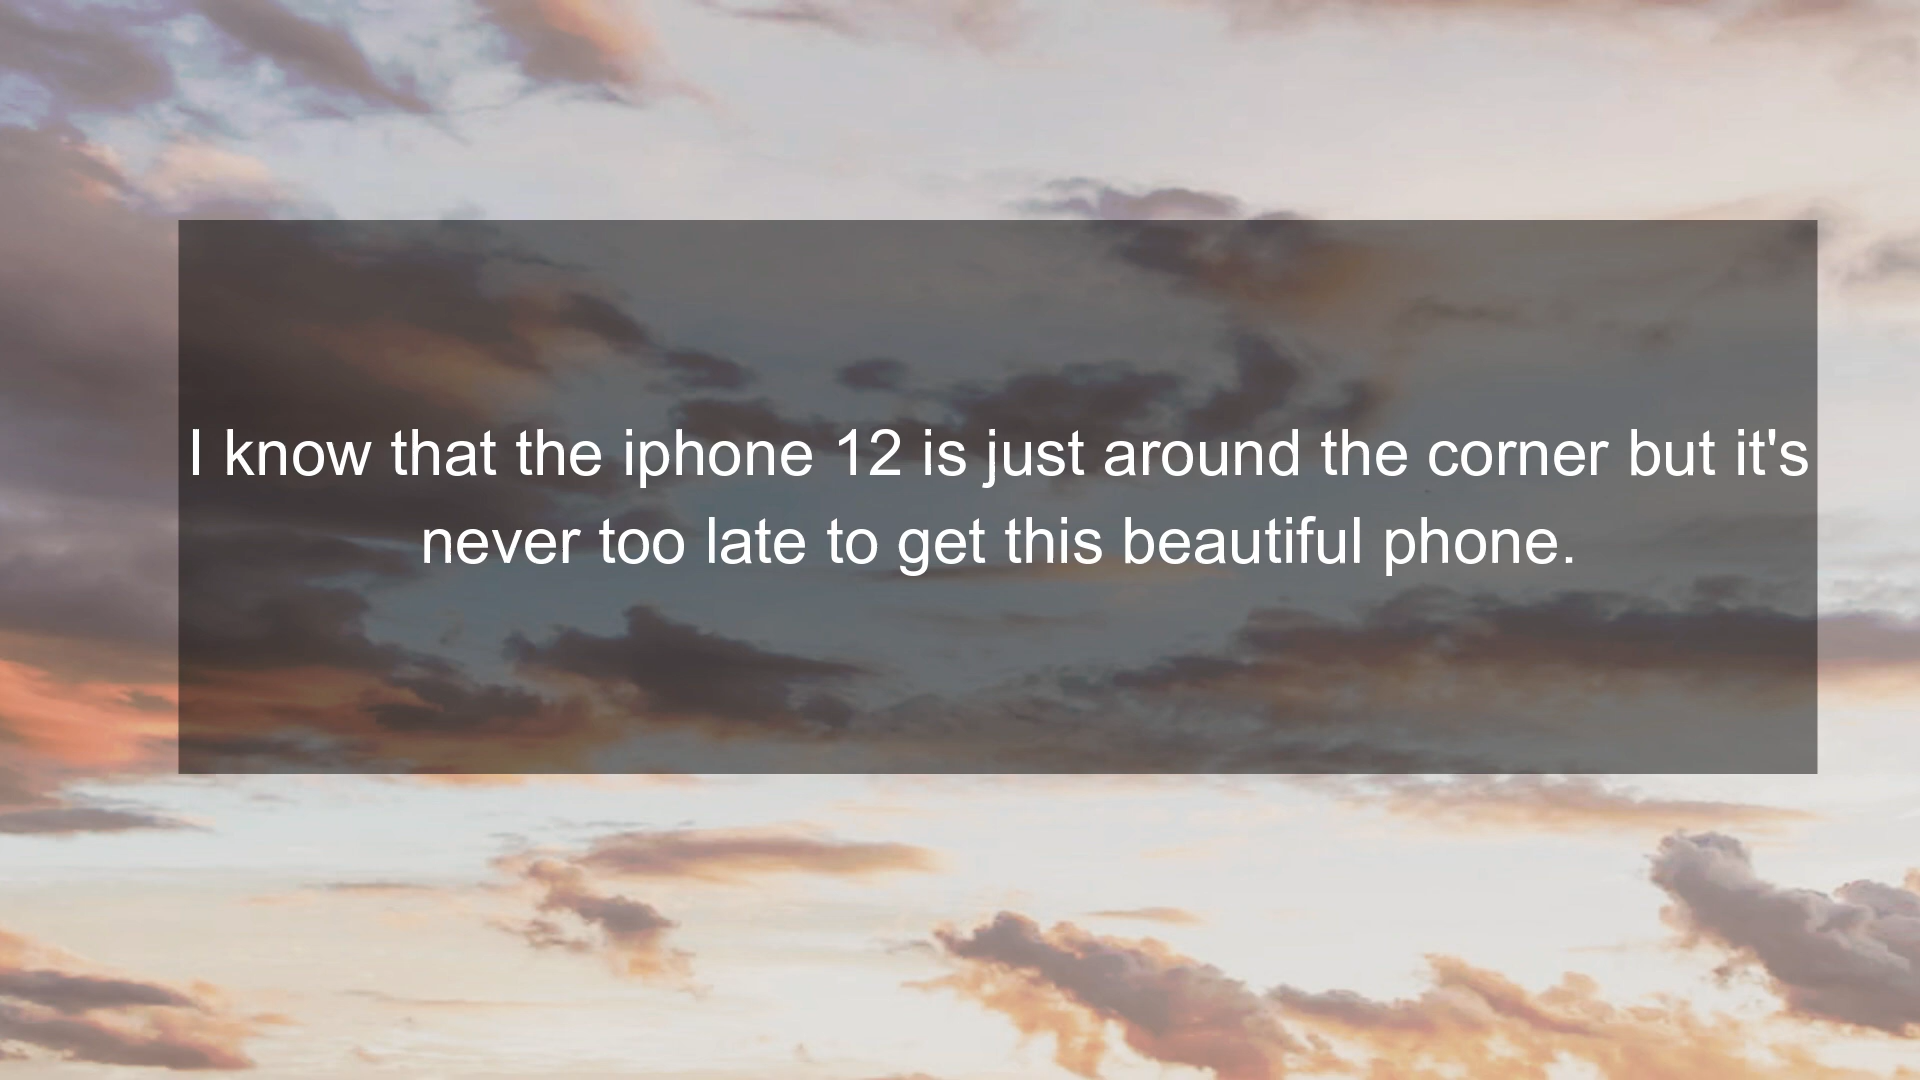 I know that the iphone 12 is just around the corner but it's
never too late to get this beautiful phone.